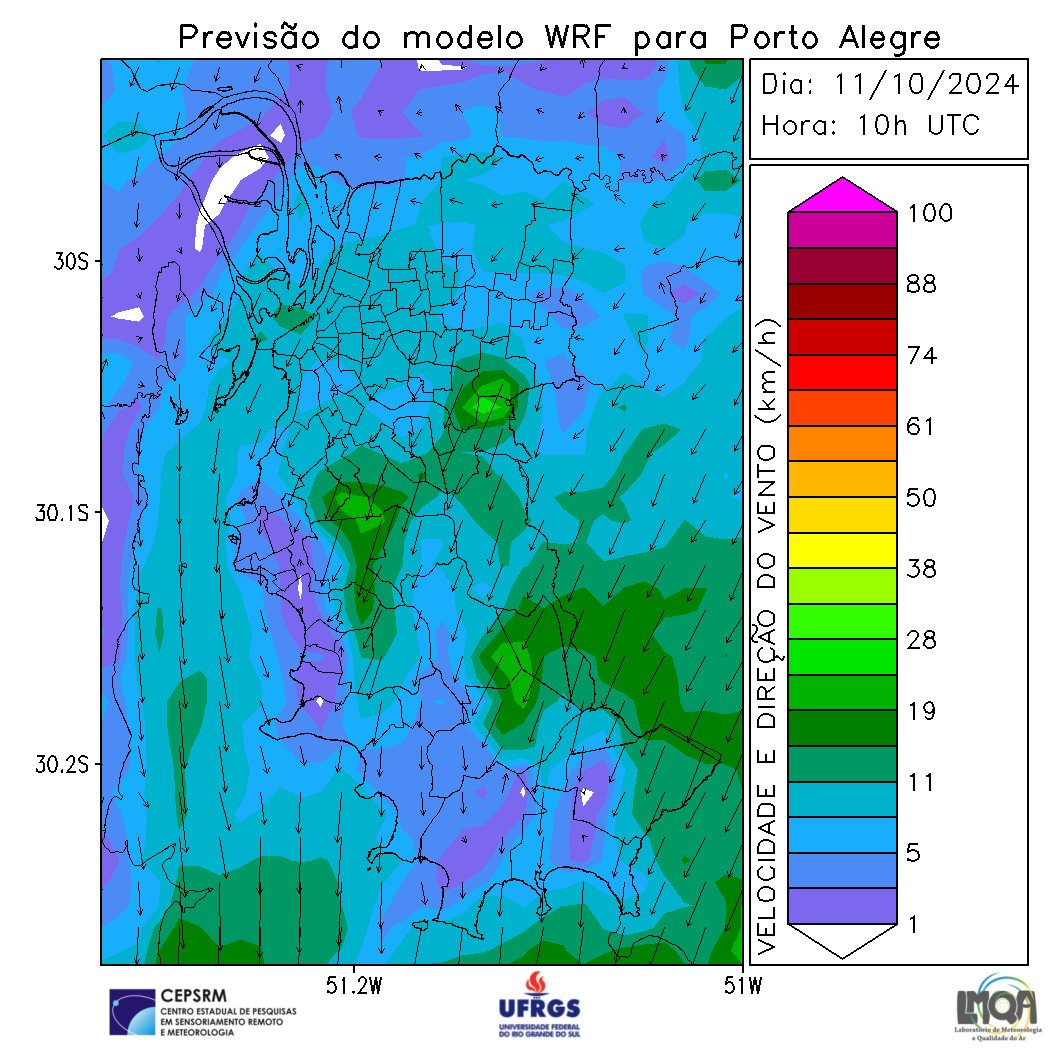 Previsão do modelo WRF para Porto Alegre
Dia: 11/10/2024
Hora: 10h UTC
30S
30.1S
30.2S
51.2W
51W
VELOCIDADE E DIREÇÃO DO VENTO (km/h)
100
88
74
61
50
38
28
19
11
5
1
CEPSRM
CENTRO ESTADUAL DE PESQUISAS
EM SENSORIAMENTO REMOTO
E METEOROLOGIA
UFRGS
UNIVERSIDADE FEDERAL
DO RIO GRANDE DO SUL
LMQA
Laboratório de Meteorologia
e Qualidade do Ar